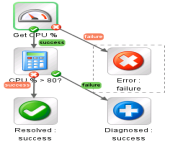 Get CPU %
failure
success
CPU % > 80?
success
failure
Error :
failure
Resolved :
success
Diagnosed :
success